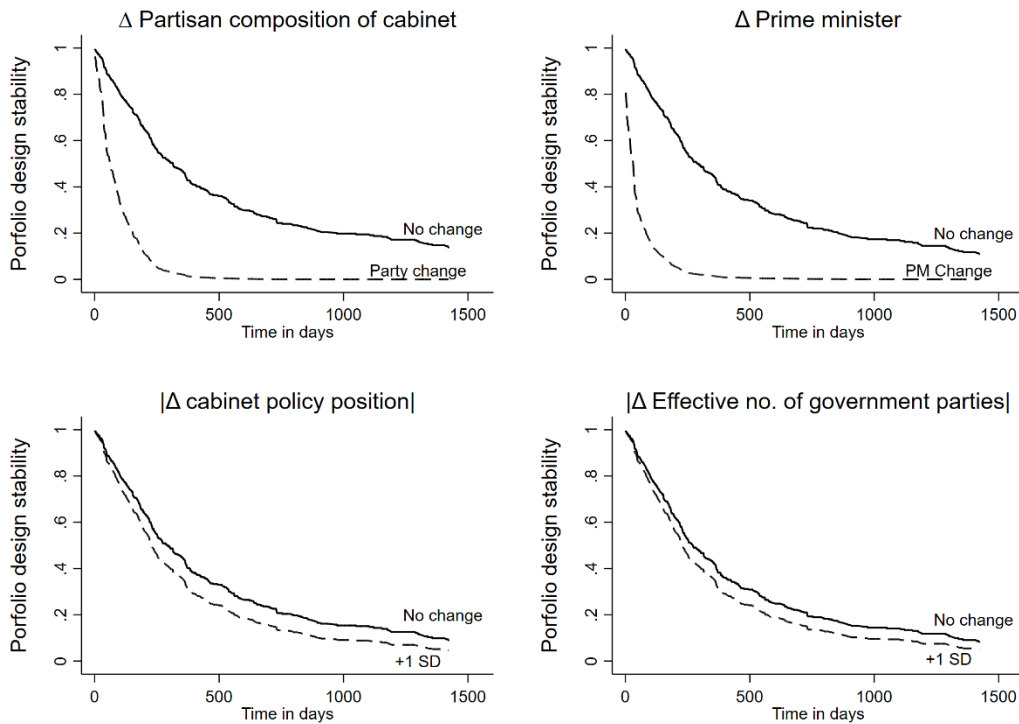 Δ Partisan composition of cabinet
Porfolio design stability
1
.8
.6
.4
.2
0
No change
Party change
0 500 1000 1500
Time in days
Δ Prime minister
Porfolio design stability
1
.8
.6
.4
.2
0
No change
PM Change
0 500 1000 1500
Time in days
|Δ cabinet policy position|
Porfolio design stability
1
.8
.6
.4
.2
0
No change
+1 SD
0 500 1000 1500
Time in days
|Δ Effective no. of government parties|
Porfolio design stability
1
.8
.6
.4
.2
0
No change
+1 SD
0 500 1000 1500
Time in days